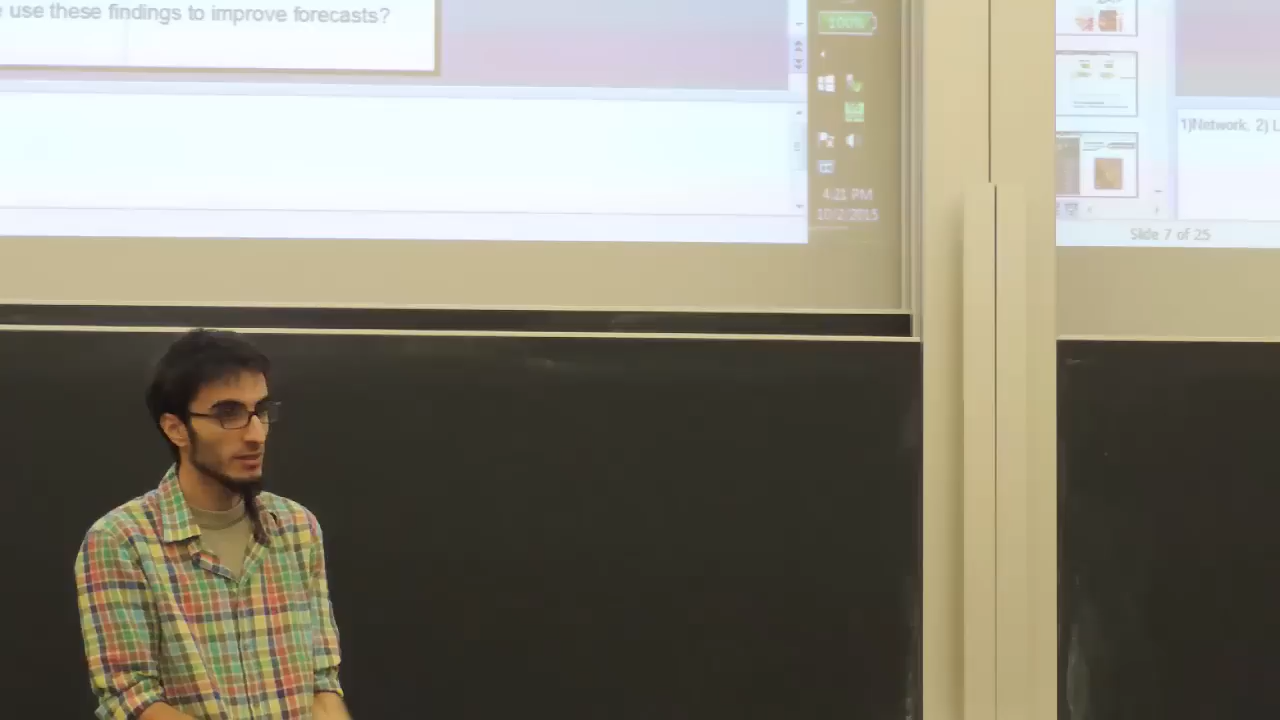 use these findings to improve forecasts?
100%
4:21 PM
10/2/2015
1)Network, 2) L
Slide 7 of 25